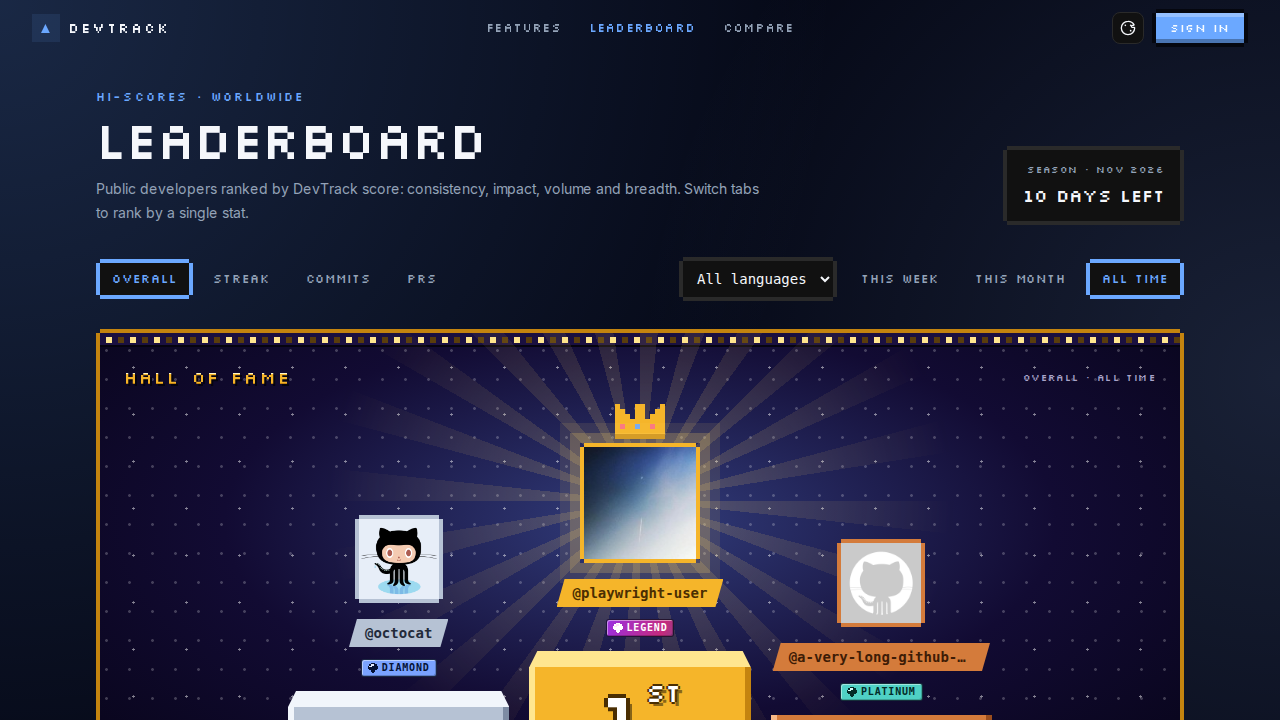 DEVTRACK
FEATURES LEADERBOARD COMPARE
SIGN IN
HI-SCORES · WORLDWIDE
LEADERBOARD
Public developers ranked by DevTrack score: consistency, impact, volume and breadth. Switch tabs
to rank by a single stat.
SEASON · NOV 2026
10 DAYS LEFT
OVERALL STREAK COMMITS PRS
All languages THIS WEEK THIS MONTH ALL TIME
HALL OF FAME
OVERALL · ALL TIME
@playwright-user
LEGEND
@octocat
DIAMOND
@a-very-long-github-…
PLATINUM
1ST